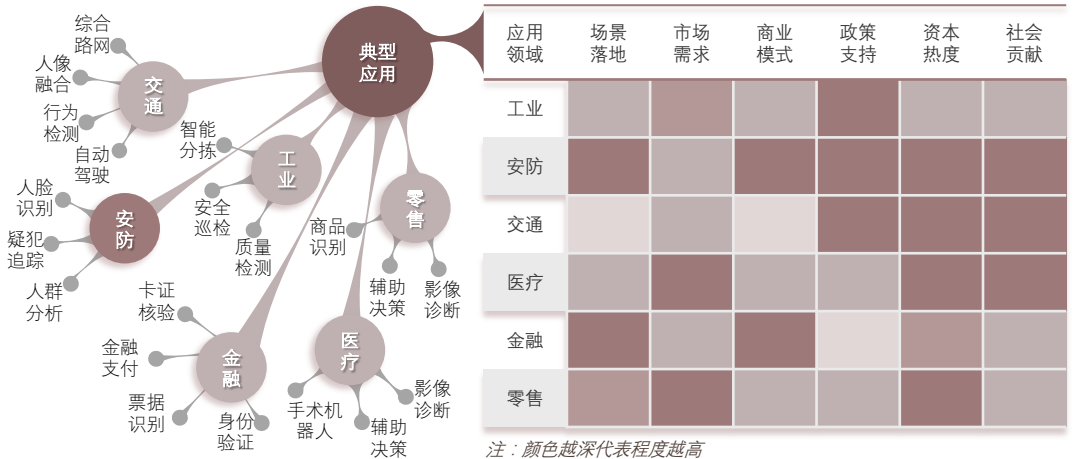 典型
应用
交
通
综合
路网
人像
融合
行为
检测
自动
驾驶
安
防
人脸
识别
疑犯
追踪
人群
分析
工
业
智能
分拣
安全
巡检
质量
检测
零
售
商品
识别
辅助
决策
影像
诊断
金
融
卡证
核验
金融
支付
票据
识别
身份
验证
医
疗
手术机
器人
辅助
决策
影像
诊断
应用
领域
场景
落地
市场
需求
商业
模式
政策
支持
资本
热度
社会
贡献
工业
安防
交通
医疗
金融
零售
注：颜色越深代表程度越高